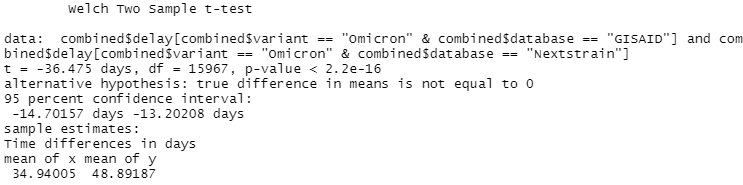 Welch Two Sample t-test
data:  combined$delay[combined$variant == "Omicron" & combined$database == "GISAID"] and com
bined$delay[combined$variant == "Omicron" & combined$database == "Nextstrain"]
t = -36.475 days, df = 15967, p-value < 2.2e-16
alternative hypothesis: true difference in means is not equal to 0
95 percent confidence interval:
 -14.70157 days -13.20208 days
sample estimates:
Time differences in days
mean of x mean of y
 34.94005  48.89187